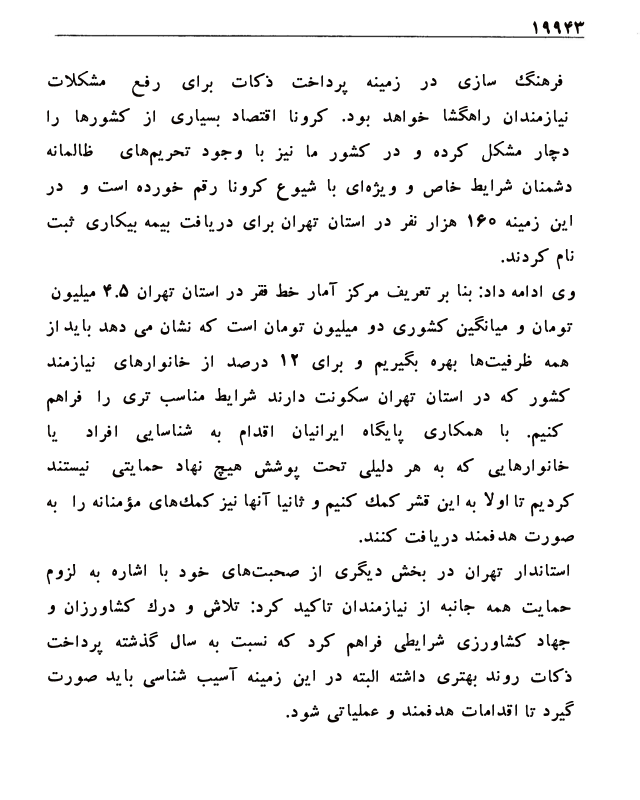 ۱۹۹۴۳
فرهنگ سازی در زمینه پرداخت ذکات برای رفع مشکلات
نیازمندان راهگشا خواهد بود. کرونا اقتصاد بسیاری از کشورها را
دچار مشکل کرده و در کشور ما نیز با وجود تحریم‌های ظالمانه
دشمنان شرایط خاص و ویژه‌ای با شیوع کرونا رقم خورده است و در
این زمینه ۱۶۰ هزار نفر در استان تهران برای دریافت بیمه بیکاری ثبت
نام کردند.
وی ادامه داد: بنا بر تعریف مرکز آمار خط فقر در استان تهران ۴.۵ میلیون
تومان و میانگین کشوری دو میلیون تومان است که نشان می دهد باید از
همه ظرفیت‌ها بهره بگیریم و برای ۱۲ درصد از خانوارهای نیازمند
کشور که در استان تهران سکونت دارند شرایط مناسب تری را فراهم
کنیم. با همکاری پایگاه ایرانیان اقدام به شناسایی افراد یا
خانوارهایی که به هر دلیلی تحت پوشش هیچ نهاد حمایتی نیستند
کردیم تا اولا به این قشر کمک کنیم و ثانیا آنها نیز کمک‌های مؤمنانه را به
صورت هدفمند دریافت کنند.
استاندار تهران در بخش دیگری از صحبت‌های خود با اشاره به لزوم
حمایت همه جانبه از نیازمندان تاکید کرد: تلاش و درک کشاورزان و
جهاد کشاورزی شرایطی فراهم کرد که نسبت به سال گذشته پرداخت
ذکات روند بهتری داشته البته در این زمینه آسیب شناسی باید صورت
گیرد تا اقدامات هدفمند و عملیاتی شود.